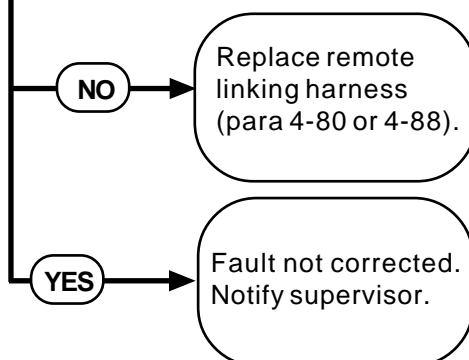 NO
Replace remote
linking harness
(para 4-80 or 4-88).
YES
Fault not corrected.
Notify supervisor.